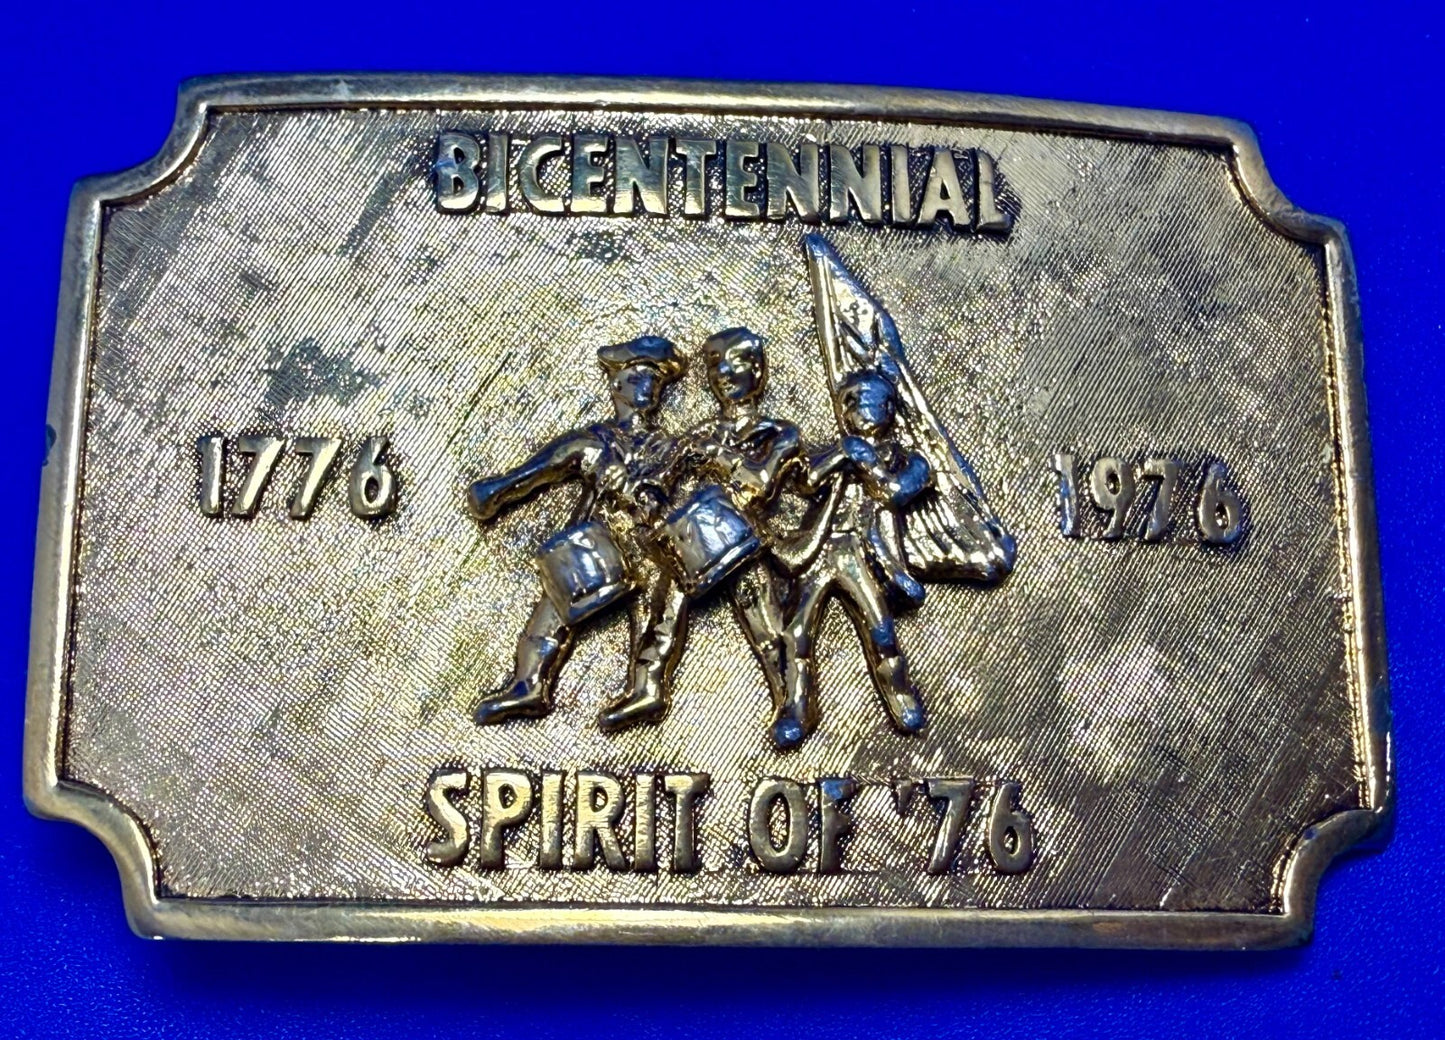 BICENTENNIAL
1776 1976
SPIRIT OF '76